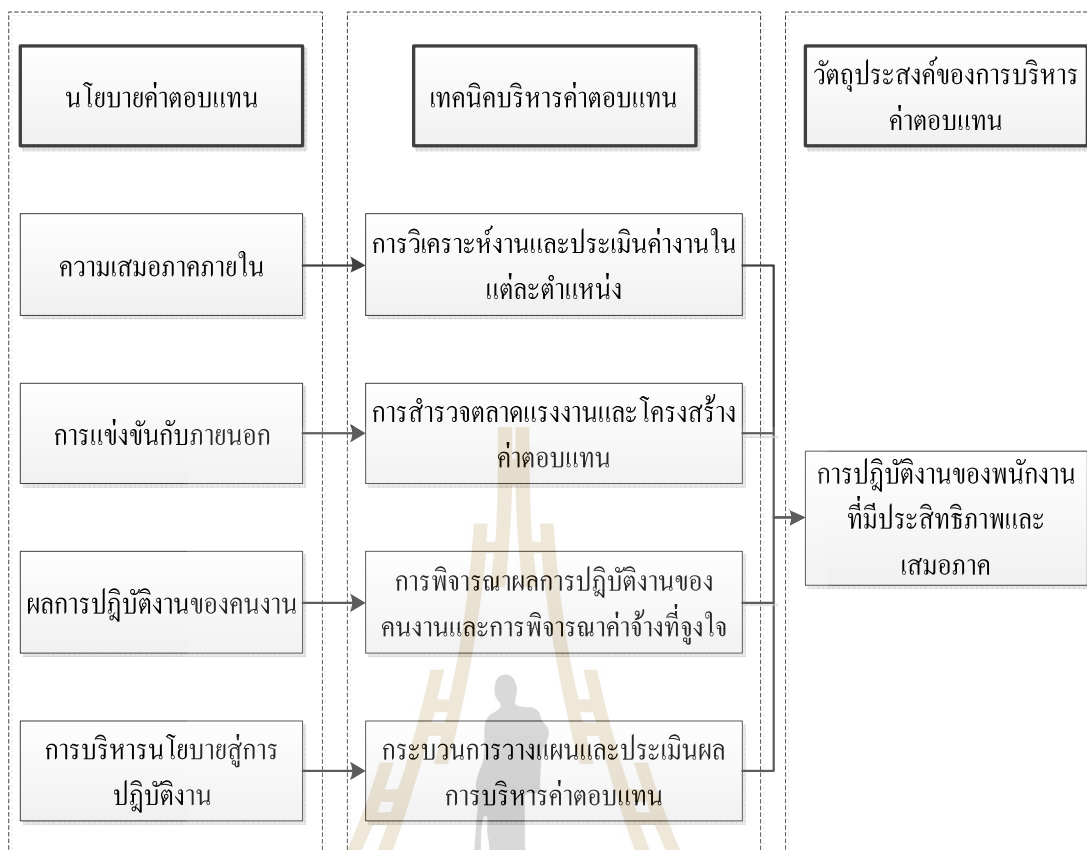 นโยบายค่าตอบแทน
เทคนิคบริหารค่าตอบแทน
วัตถุประสงค์ของการบริหาร
ค่าตอบแทน
ความเสมอภาคภายใน
การวิเคราะห์งานและประเมินค่างานใน
แต่ละตำแหน่ง
การแข่งขันกับภายนอก
การสำรวจตลาดแรงงานและโครงสร้าง
ค่าตอบแทน
ผลการปฎิบัติงานของคนงาน
การพิจารณาผลการปฎิบัติงานของ
คนงานและการพิจารณาค่าจ้างที่จูงใจ
การบริหารนโยบายสู่การ
ปฎิบัติงาน
กระบวนการวางแผนและประเมินผล
การบริหารค่าตอบแทน
การปฎิบัติงานของพนักงาน
ที่มีประสิทธิภาพและ
เสมอภาค